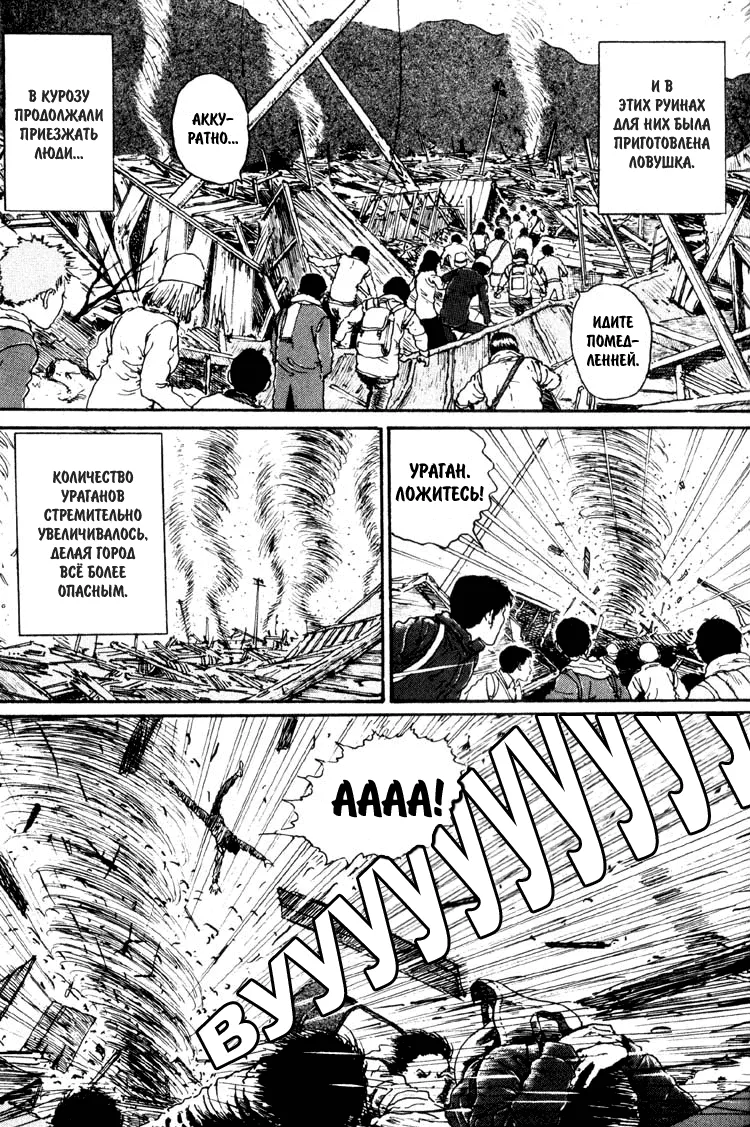 В КУРОЗУ
ПРОДОЛЖАЛИ
ПРИЕЗЖАТЬ
ЛЮДИ...
АККУ-
РАТНО...
И В
ЭТИХ РУИНАХ
ДЛЯ НИХ БЫЛА
ПРИГОТОВЛЕНА
ЛОВУШКА.
ИДИТЕ
ПОМЕД-
ЛЕННЕЙ.
КОЛИЧЕСТВО
УРАГАНОВ
СТРЕМИТЕЛЬНО
УВЕЛИЧИВАЛОСЬ,
ДЕЛАЯ ГОРОД
ВСЁ БОЛЕЕ
ОПАСНЫМ.
УРАГАН.
ЛОЖИТЕСЬ!
АААА!
ВУУУУУУУУУУУ